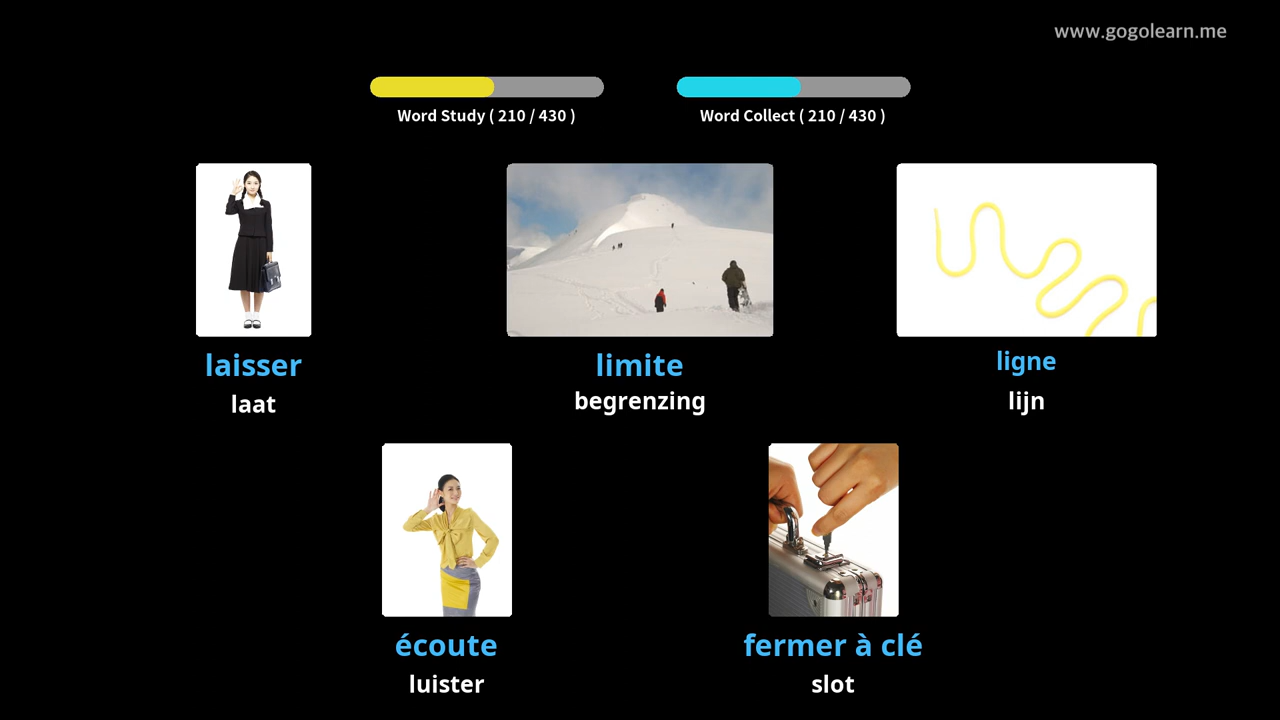 www.gogolearn.me
Word Study ( 210 / 430 )
Word Collect ( 210 / 430 )
laisser
laat
limite
begrenzing
ligne
lijn
écoute
luister
fermer à clé
slot